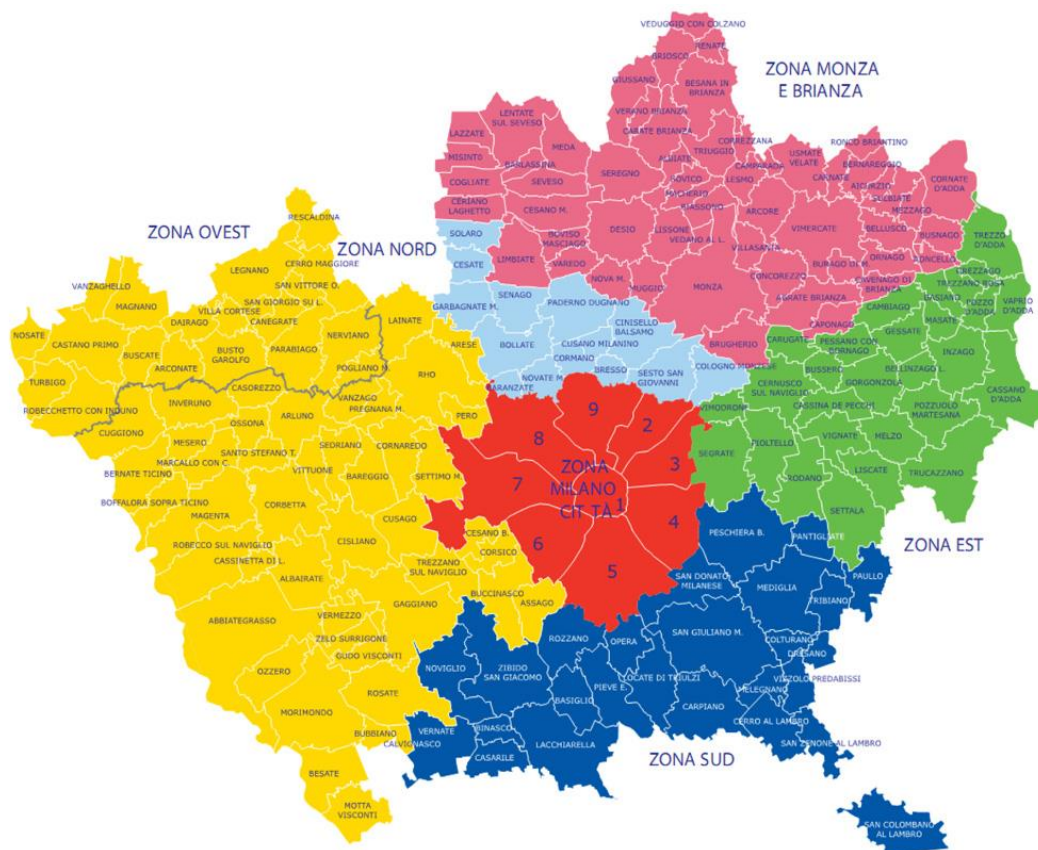 VEDUGGIO CON COLZANO
RENATE
BRIOSCO
ZONA MONZA
E BRIANZA
GIUSSANO
BESANA IN
BRIANZA
VERANO BRIANZA
CARATE BRIANZA
LENTATE
SUL SEVESO
LAZZATE
MEDA
CORREZZANA
RONCO BRIANTINO
TRIUGGIO
USMATE
VELATE
BERNAREGGIO
MISINTO
BARLASSINA
ALBIATE
CAMPARADA
CARNATE
AICURZIO
CORNATE
D'ADDA
COGLIATE
SEVESO
SEREGNO
SOVICO
LESMO
SULBIATE
MACHERIO
MEZZAGO
CERIANO
LAGHETTO
CESANO M.
BIASSONO
ARCORE
RESCALDINA
DESIO
LISSONE
VIMERCATE
BELLUSCO
BUSNAGO
ZONA OVEST
ZONA NORD
SOLARO
BOVISO
MASCIAGO
VEDANO AL L.
VILLASANTA
TREZZO
D'ADDA
CERRO MAGGIORE
LEGNANO
CESATE
LIMBIATE
VAREDO
BURAGO DI M.
ORNAGO
RONCELLO
VANZAGHELLO
SAN VITTORE O.
NOVA M.
MUGGIO
CONCOREZZO
CAVENAGO DI
BRIANZA
GREZZAGO
TREZZANO ROSA
MAGNANO
SAN GIORGIO SU L.
GARBAGNATE M.
SENAGO
PADERNO DUGNANO
MONZA
AGRATE BRIANZA
CAMBIAGO
BASIANO
POZZO
D'ADDA
VAPRIO
D'ADDA
VILLA CORTESE
DAIRAGO
CANEGRATE
LAINATE
CINISELLO
BALSAMO
CAPONAGO
MASATE
NOSATE
CASTANO PRIMO
NERVIANO
ARESE
BOLLATE
CUSANO MILANINO
BRUGHERIO
CARUGATE
PESSANO CON
BORNAGO
GESSATE
BUSCATE
BUSTO
GAROLFO
PARABIAGO
CORMANO
INZAGO
ARCONATE
POGLIANO M.
RHO
NOVATE M.
BRESSO
SESTO SAN
GIOVANNI
COLOGNO MONZESE
BUSSERO
BELLINZAGO L.
TURBIGO
CASOREZZO
BARANZATE
CERNUSCO
SUL NAVIGLIO
GORGONZOLA
CASSANO
D'ADDA
INVERUNO
VANZAGO
PREGNANA M.
ROBECCHETTO CON INDUNO
ARLUNO
PERO
9
VIMODRONE
CASSINA DE PECCHI
POZZUOLO
MARTESANA
CUGGIONO
OSSONA
2
MESERO
SEDRIANO
CORNAREDO
8
PIOLTELLO
VIGNATE
MELZO
SANTO STEFANO T.
SEGRATE
MARCALLO CON C.
VITTUONE
ZONA
MILANO
CIT TÀ
3
LISCATE
BERNATE TICINO
BAREGGIO
SETTIMO M.
7
RODANO
TRUCAZZANO
BOFFALORA SOPRA TICINO
CORBETTA
1
SETTALA
MAGENTA
CUSAGO
4
PESCHIERA B.
PANTIGLIATE
ZONA EST
ROBECCO SUL NAVIGLIO
CISLIANO
CESANO B.
6
CASSINETTA DI L.
TREZZANO
SUL NAVIGLIO
CORSICO
5
SAN DONATO
MILANESE
MEDIGLIA
PAULLO
ALBAIRATE
BUCCINASCO
ASSAGO
TRIBIANO
GAGGIANO
ABBIATEGRASSO
VERMEZZO
SAN GIULIANO M.
ZELO SURRIGONE
ROZZANO
OPERA
COLTURANO
GUDO VISCONTI
DRESANO
OZZERO
NOVIGLIO
ZIBIDO
SAN GIACOMO
LOCATE DI TRIULZI
VIZZOLO PREDABISSI
ROSATE
BASIGLIO
PIEVE E.
MELEGNANO
MORIMONDO
CARPIANO
CERRO AL LAMBRO
BUBBIANO
VERNATE
BINASCO
CALVIGNASCO
LACCHIARELLA
SAN ZENONE AL LAMBRO
CASARILE
ZONA SUD
BESATE
MOTTA
VISCONTI
SAN COLOMBANO
AL LAMBRO